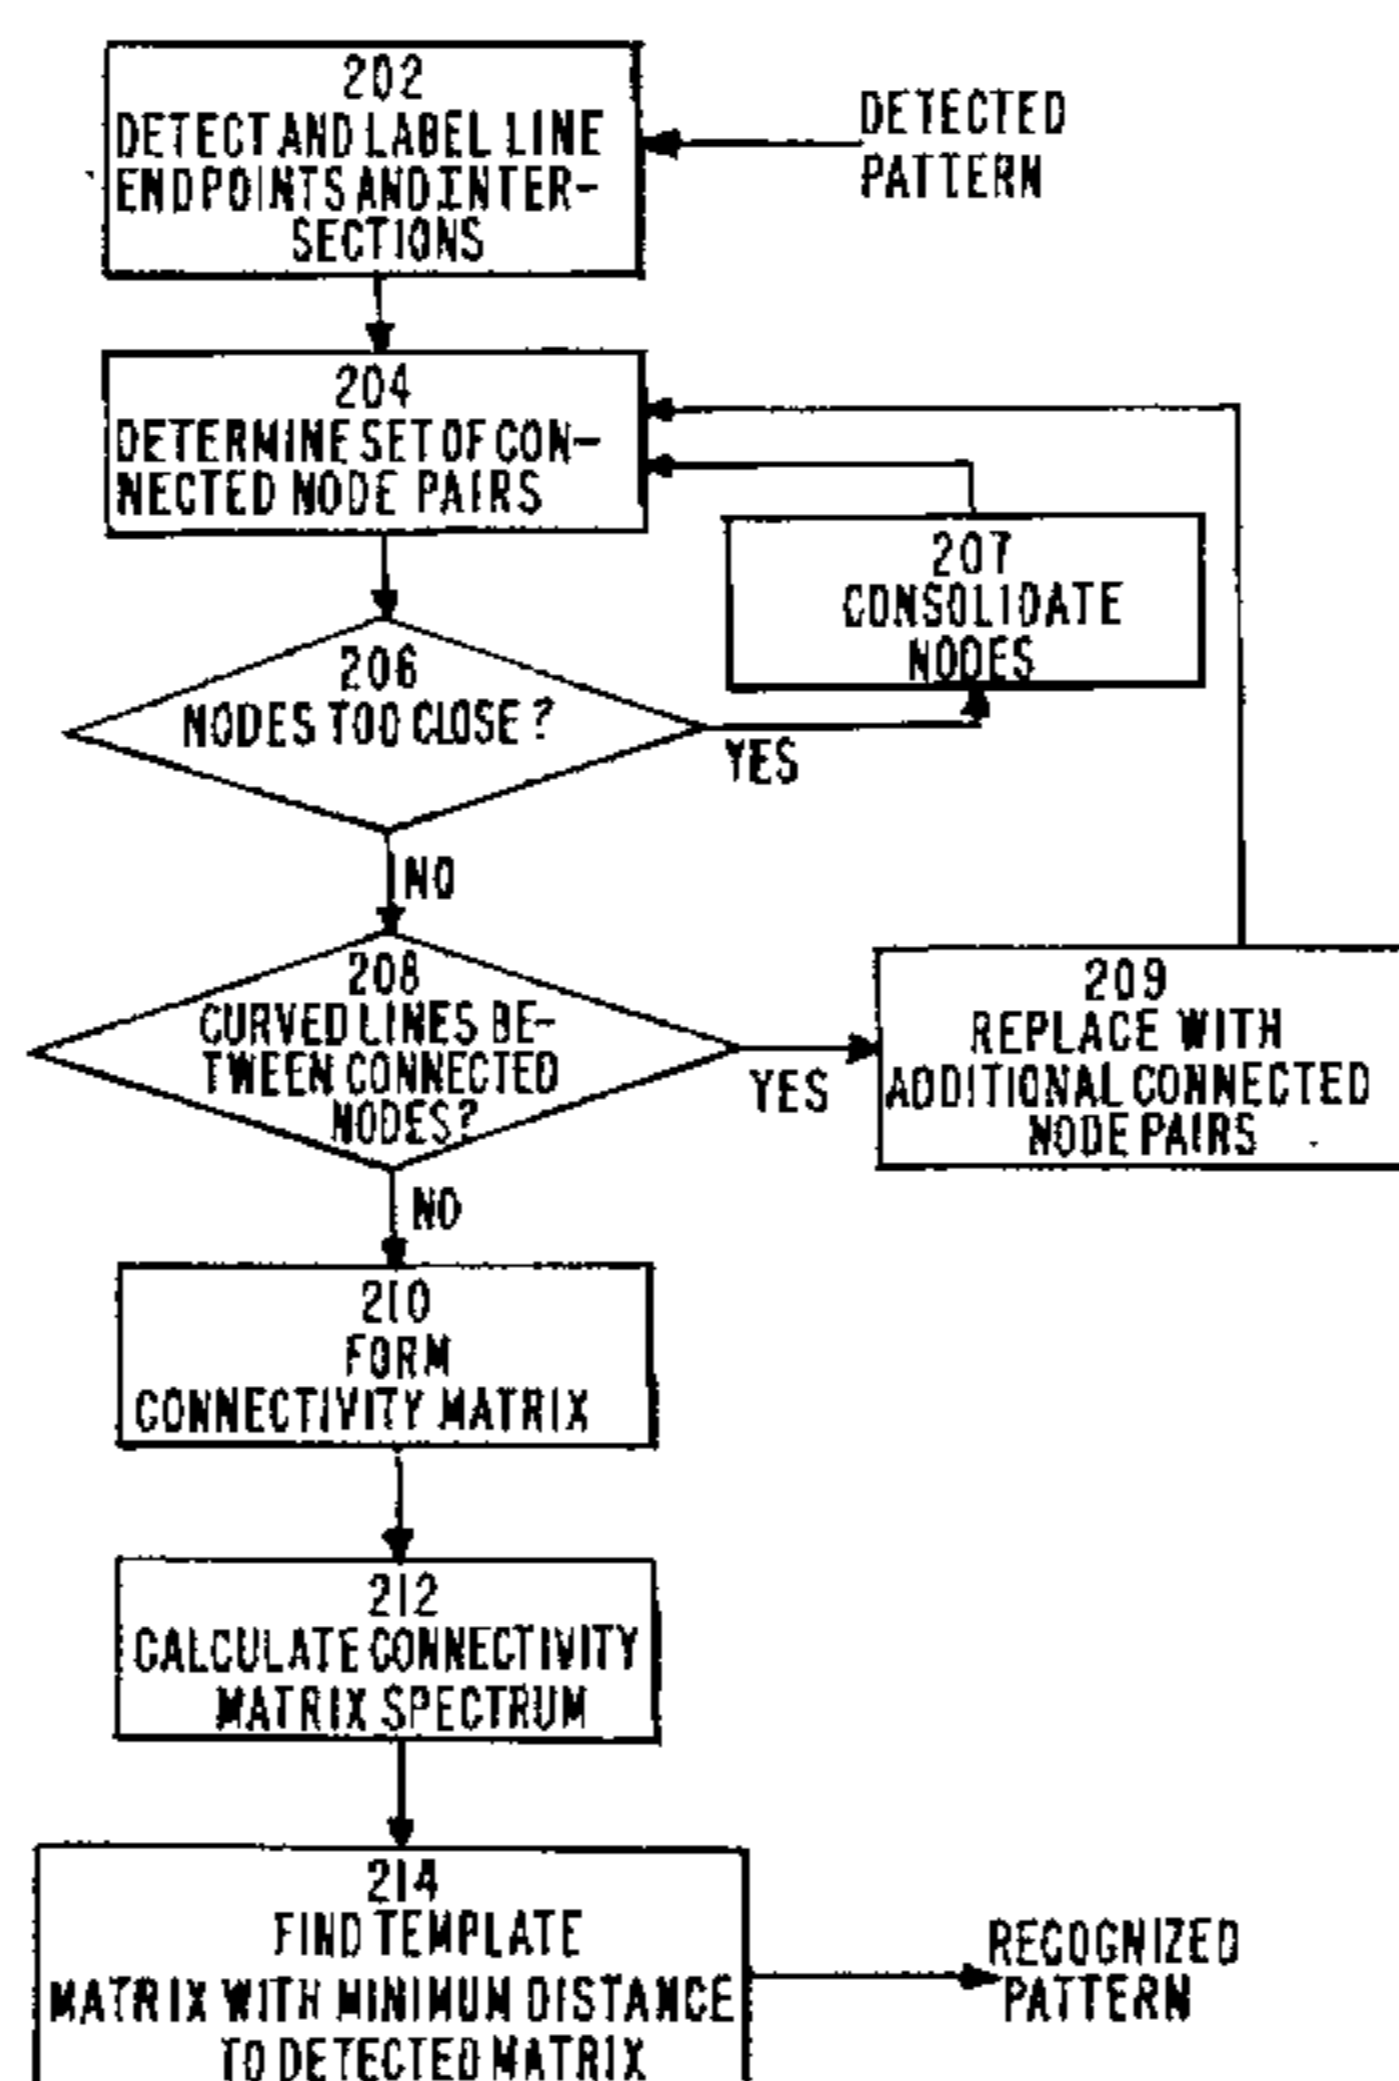 202
DETECT AND LABEL LINE
ENDPOINTS AND INTER-
SECTIONS
DETECTED
PATTERN
204
DETERMINE SET OF CON-
NECTED NODE PAIRS
207
CONSOLIDATE
NODES
206
NODES TOO CLOSE?
YES
NO
208
CURVED LINES BE-
TWEEN CONNECTED
NODES?
YES
209
REPLACE WITH
ADDITIONAL CONNECTED
NODE PAIRS
NO
210
FORM
CONNECTIVITY MATRIX
212
CALCULATE CONNECTIVITY
MATRIX SPECTRUM
214
FIND TEMPLATE
MATRIX WITH MINIMUM DISTANCE
TO DETECTED MATRIX
RECOGNIZED
PATTERN